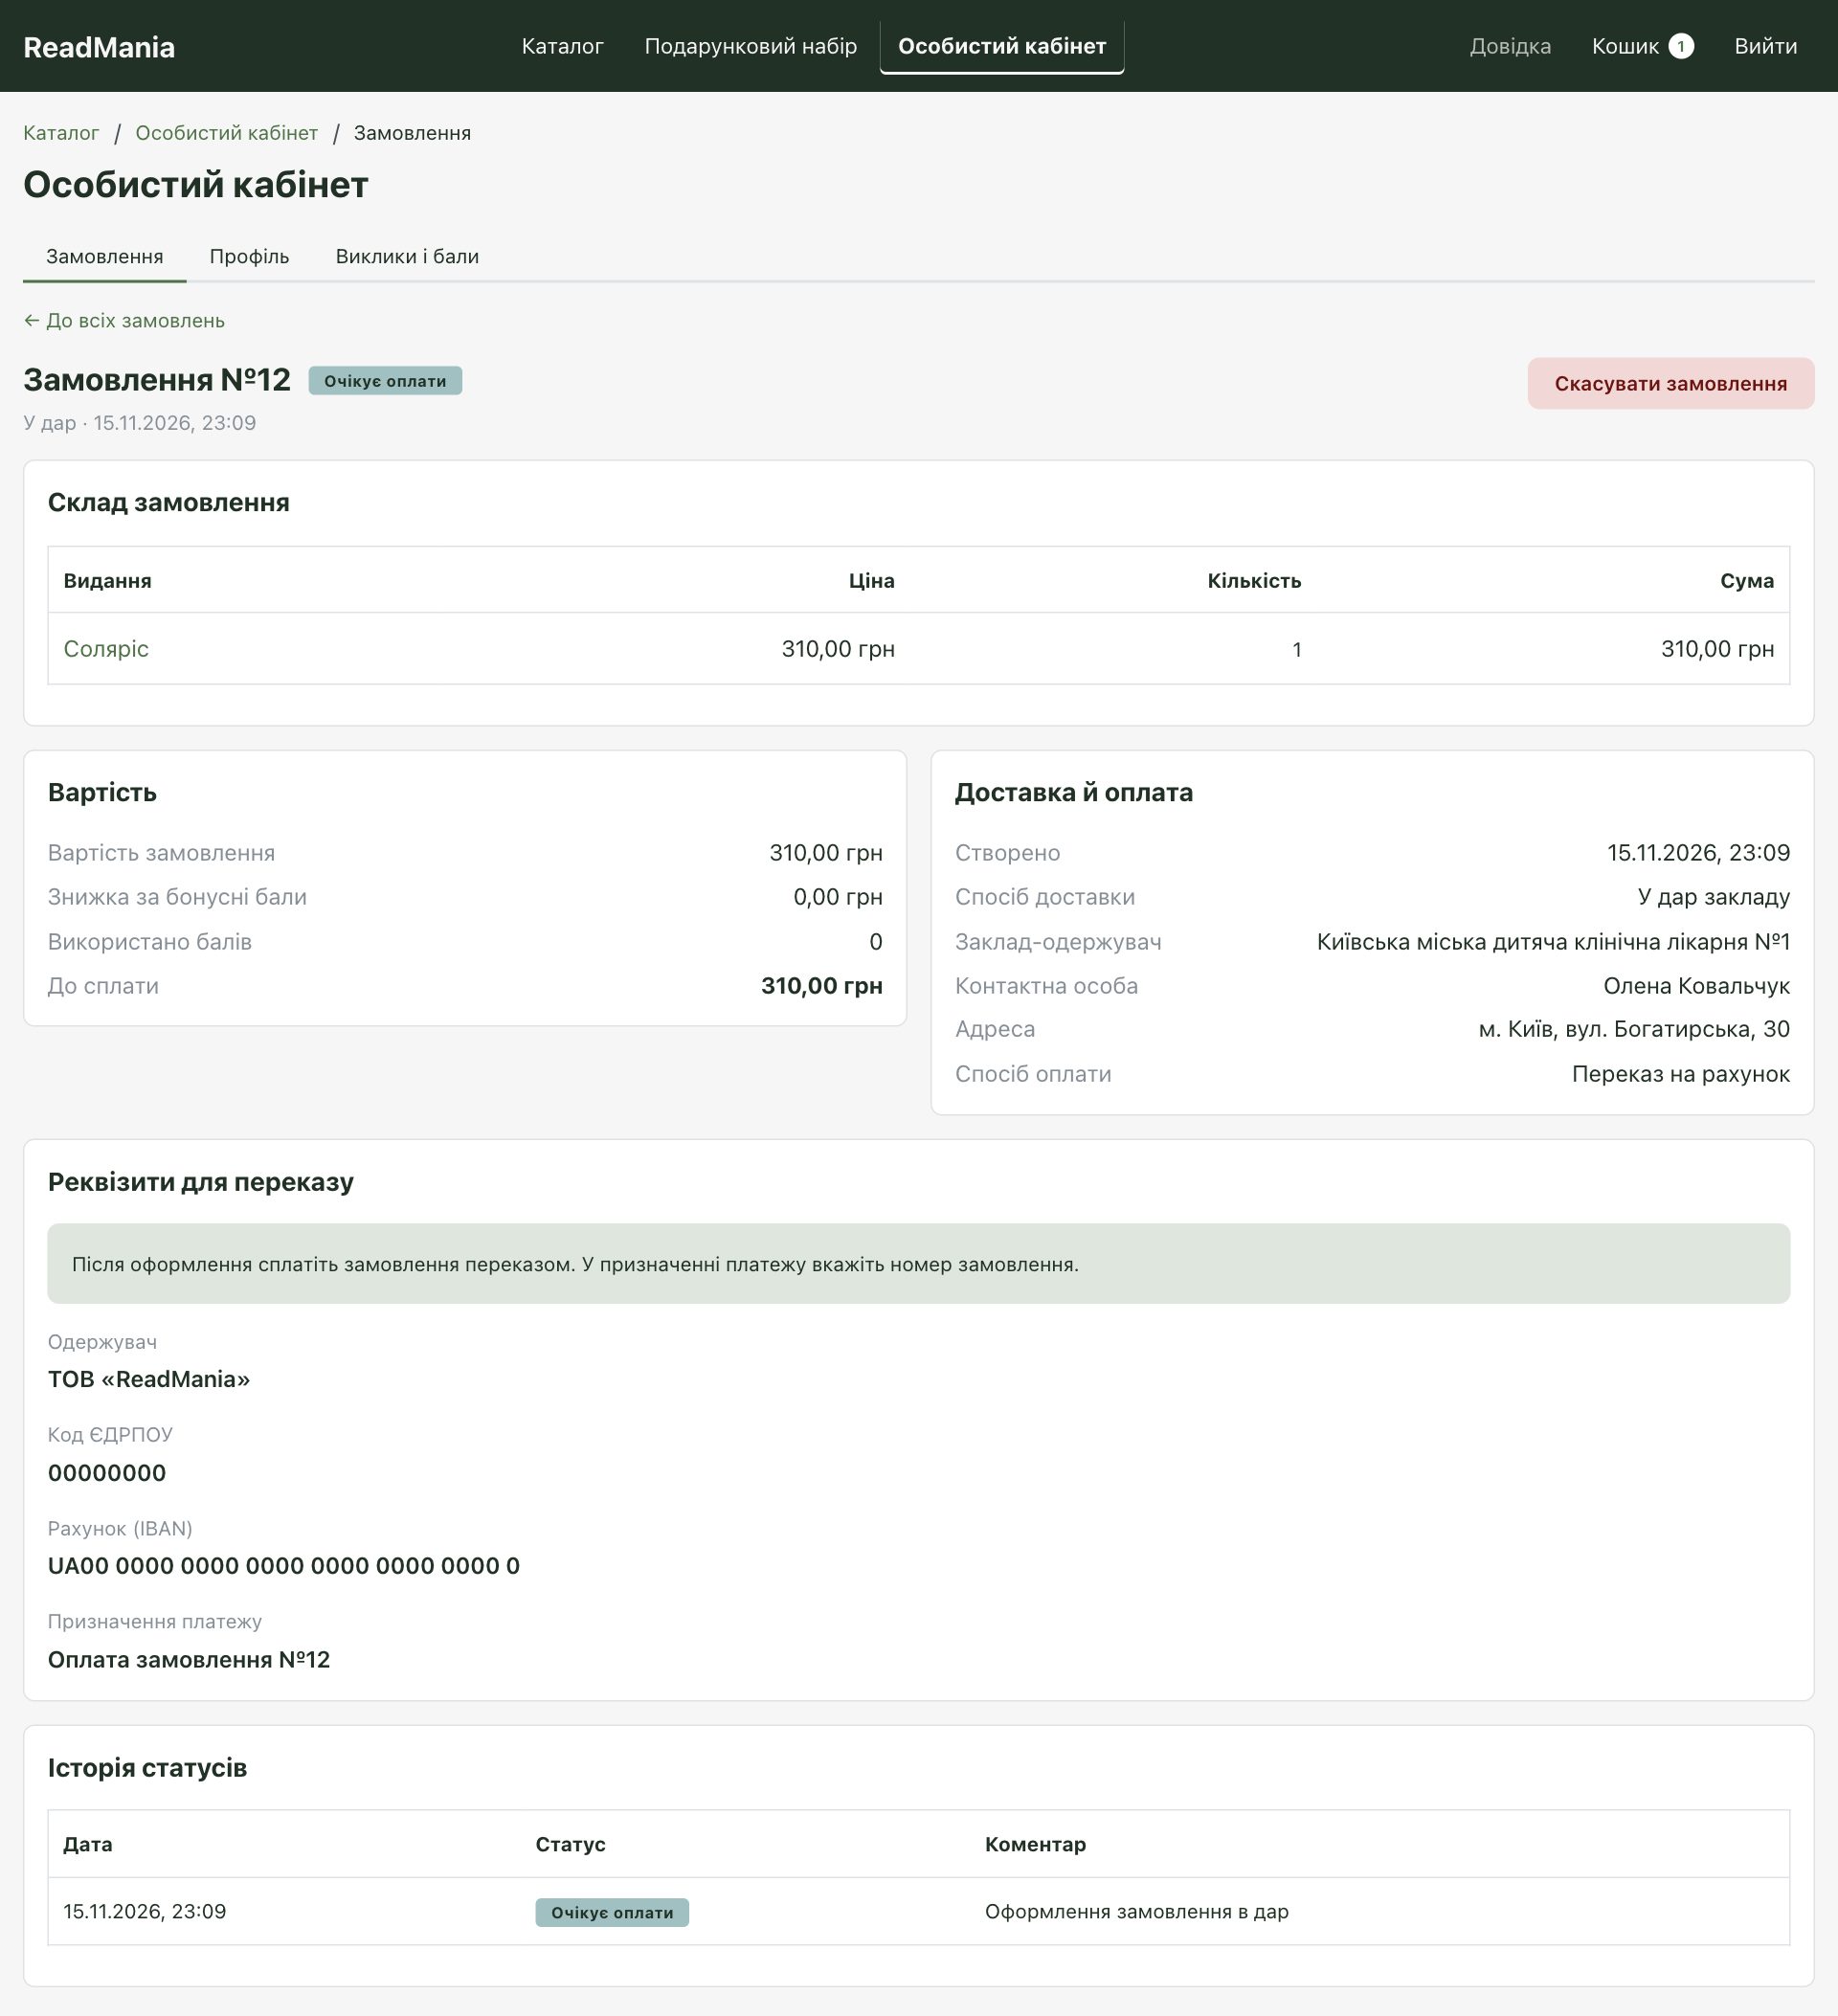 ReadMania Каталог Подарунковий набір Особистий кабінет Довідка Кошик 1 Вийти
Каталог / Особистий кабінет / Замовлення
Особистий кабінет
Замовлення Профіль Виклики і бали
← До всіх замовлень
Замовлення №12 Очікує оплати Скасувати замовлення
У дар · 15.11.2026, 23:09
Склад замовлення
Видання Ціна Кількість Сума
Соляріс 310,00 грн 1 310,00 грн
Вартість
Вартість замовлення 310,00 грн
Знижка за бонусні бали 0,00 грн
Використано балів 0
До сплати 310,00 грн
Доставка й оплата
Створено 15.11.2026, 23:09
Спосіб доставки У дар закладу
Заклад-одержувач Київська міська дитяча клінічна лікарня №1
Контактна особа Олена Ковальчук
Адреса м. Київ, вул. Богатирська, 30
Спосіб оплати Переказ на рахунок
Реквізити для переказу
Після оформлення сплатіть замовлення переказом. У призначенні платежу вкажіть номер замовлення.
Одержувач
ТОВ «ReadMania»
Код ЄДРПОУ
00000000
Рахунок (IBAN)
UA00 0000 0000 0000 0000 0000 0000 0
Призначення платежу
Оплата замовлення №12
Історія статусів
Дата Статус Коментар
15.11.2026, 23:09 Очікує оплати Оформлення замовлення в дар